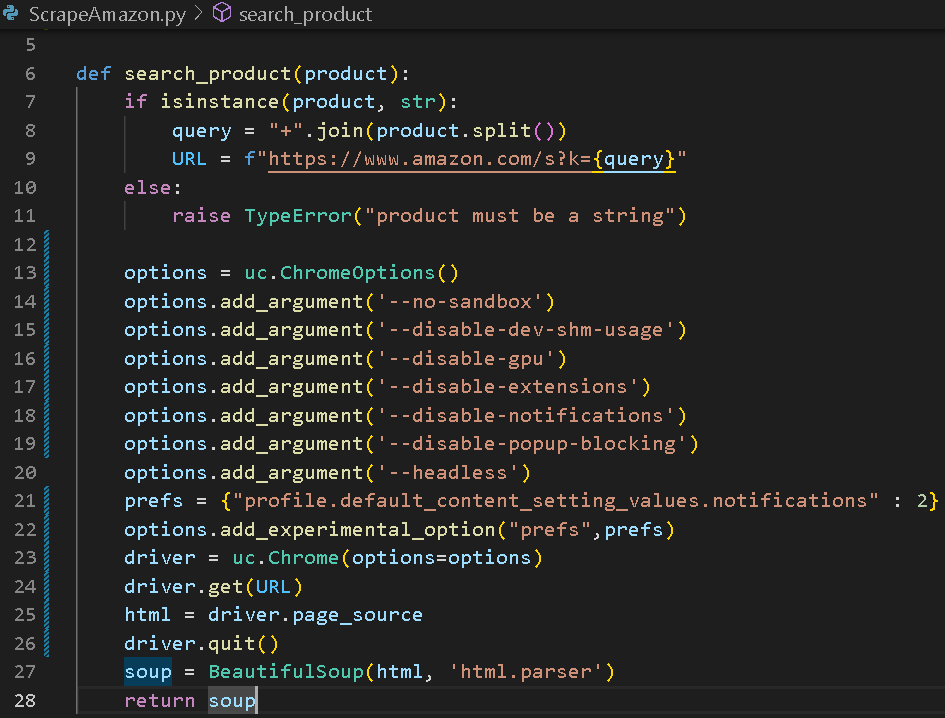 ScrapeAmazon.py > search_product
5
6 def search_product(product):
7 if isinstance(product, str):
8 query = "+".join(product.split())
9 URL = f"https://www.amazon.com/s?k={query}"
10 else:
11 raise TypeError("product must be a string")
12
13 options = uc.ChromeOptions()
14 options.add_argument('--no-sandbox')
15 options.add_argument('--disable-dev-shm-usage')
16 options.add_argument('--disable-gpu')
17 options.add_argument('--disable-extensions')
18 options.add_argument('--disable-notifications')
19 options.add_argument('--disable-popup-blocking')
20 options.add_argument('--headless')
21 prefs = {"profile.default_content_setting_values.notifications" : 2}
22 options.add_experimental_option("prefs",prefs)
23 driver = uc.Chrome(options=options)
24 driver.get(URL)
25 html = driver.page_source
26 driver.quit()
27 soup = BeautifulSoup(html, 'html.parser')
28 return soup